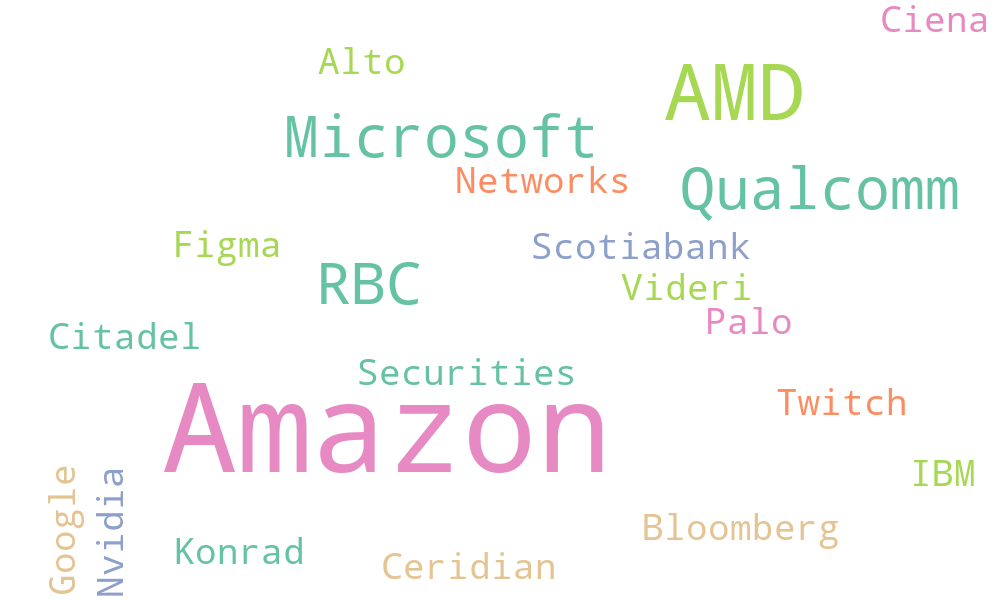 Ciena
Alto
AMD
Microsoft
Networks
Qualcomm
Figma
Scotiabank
RBC
Videri
Palo
Citadel
Securities
Amazon
Twitch
IBM
Google
Nvidia
Bloomberg
Konrad
Ceridian